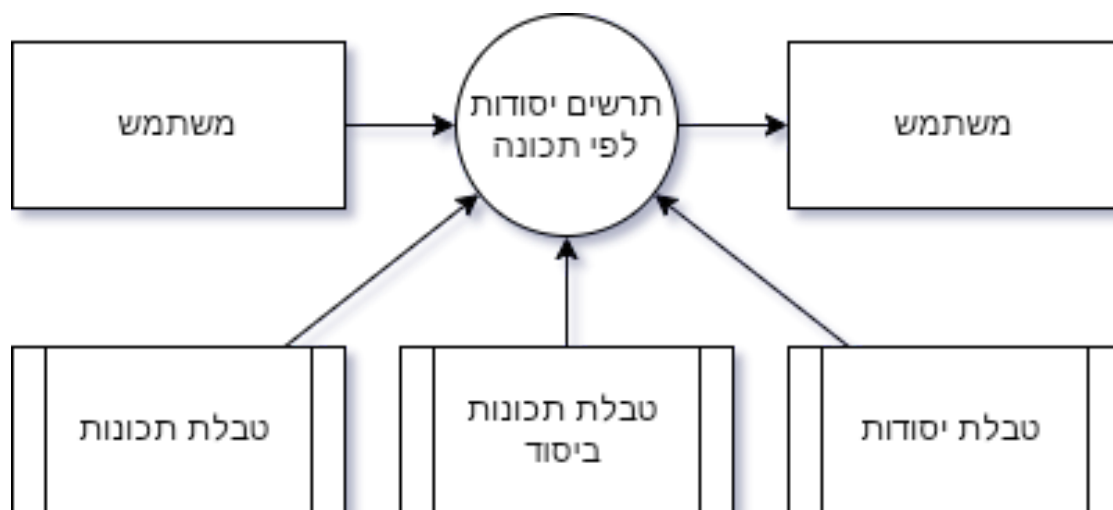 משתמש
תרשים יסודות
לפי תכונה
משתמש
טבלת יסודות
טבלת תכונות
ביסוד
טבלת תכונות